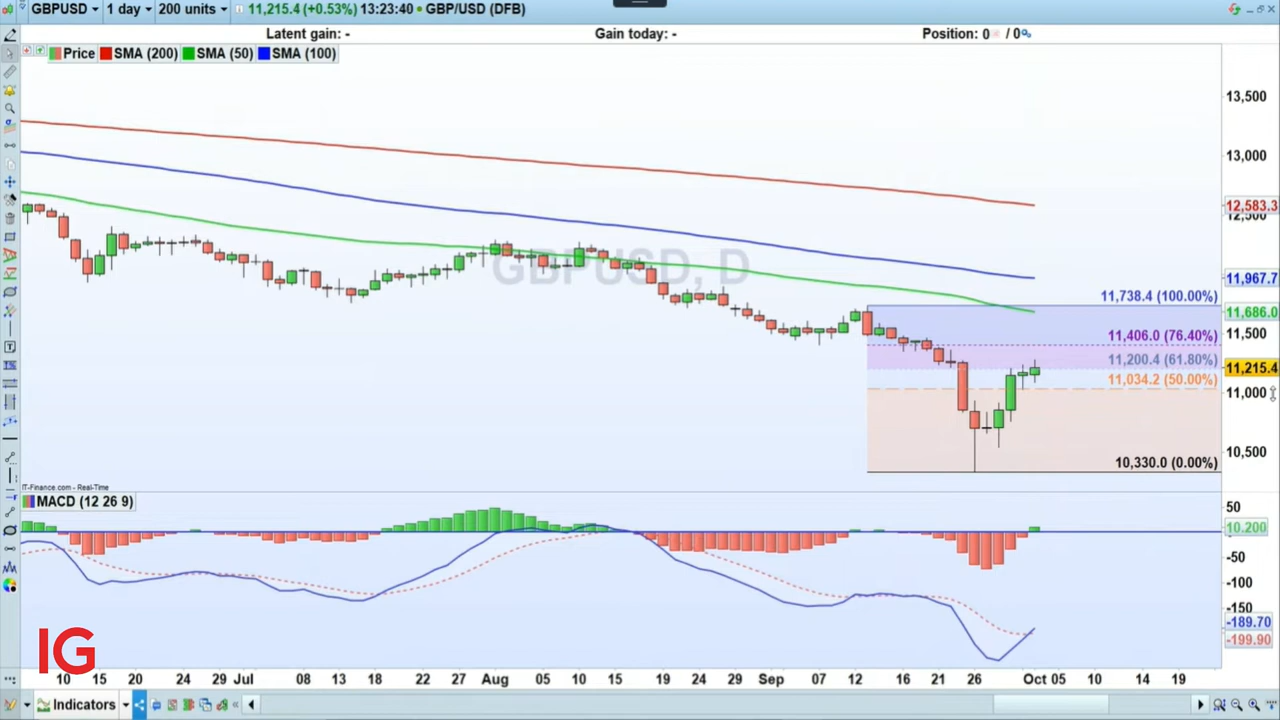 GBPUSD 1 day 200 units 11,215.4 (+0.53%) 13:23:40 GBP/USD (DFB)
Latent gain: - Gain today: - Position: 0 / 0
Price SMA (200) SMA (50) SMA (100)
GBPUSD, D
13,500
13,000
12,583.3
12,500
11,967.7
11,738.4 (100.00%)
11,686.0
11,500
11,406.0 (76.40%)
11,200.4 (61.80%)
11,215.4
11,034.2 (50.00%)
11,000
10,500
10,330.0 (0.00%)
IT-Finance.com - Real-Time
MACD (12 26 9)
50
10.200
-50
-100
-150
-189.70
-199.90
IG
10 15 20 24 29 Jul 08 13 18 22 27 Aug 05 10 15 19 24 29 Sep 07 12 16 21 26 Oct 05 10 14 19
Indicators